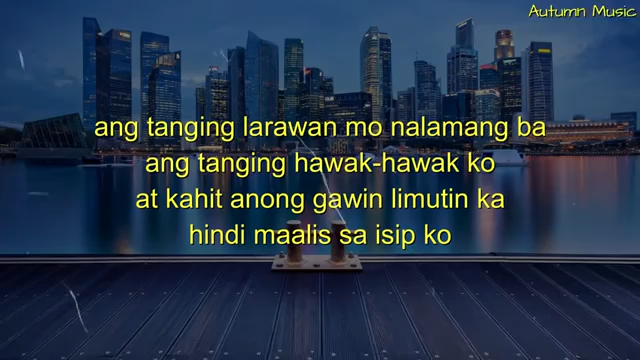 Autumn Music
ang tanging larawan mo nalamang ba
ang tanging hawak-hawak ko
at kahit anong gawin limutin ka
hindi maalis sa isip ko